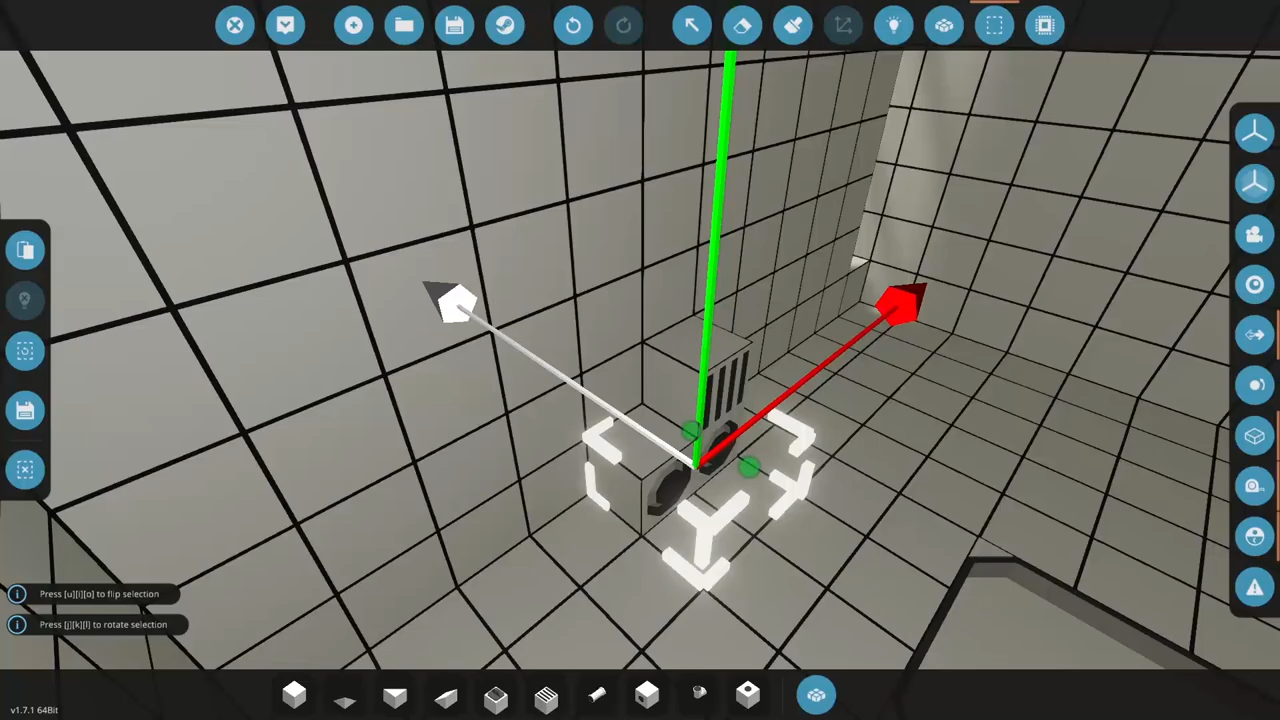 Press [u][i][o] to flip selection
Press [j][k][l] to rotate selection
v1.7.1 64Bit